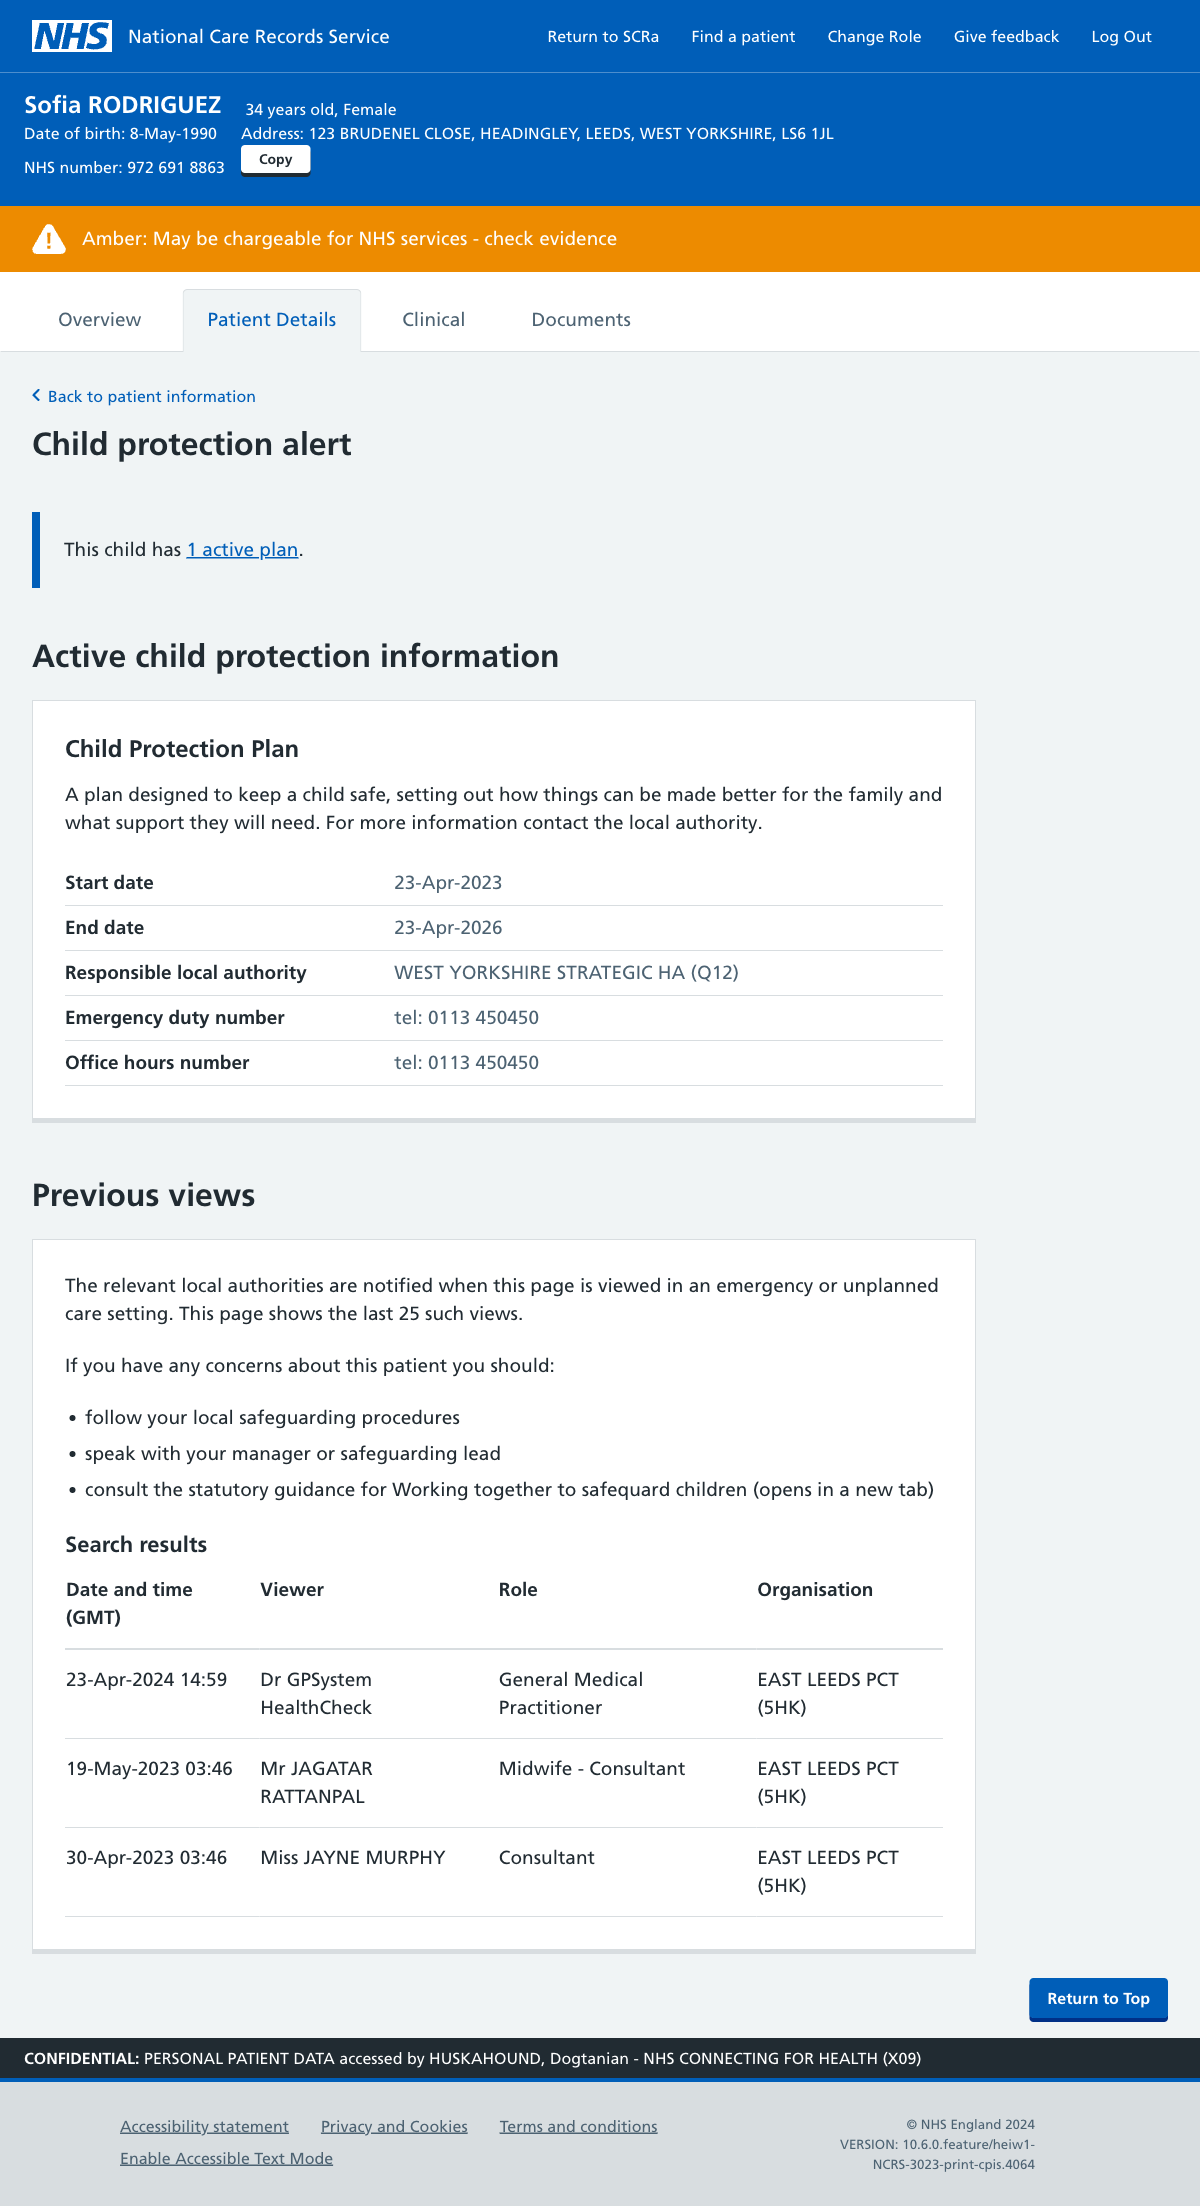 NHS National Care Records Service
Return to SCRa Find a patient Change Role Give feedback Log Out
Sofia RODRIGUEZ 34 years old, Female
Date of birth: 8-May-1990 Address: 123 BRUDENEL CLOSE, HEADINGLEY, LEEDS, WEST YORKSHIRE, LS6 1JL
NHS number: 972 691 8863 Copy
Amber: May be chargeable for NHS services - check evidence
Overview Patient Details Clinical Documents
Back to patient information
Child protection alert
This child has 1 active plan.
Active child protection information
Child Protection Plan
A plan designed to keep a child safe, setting out how things can be made better for the family and
what support they will need. For more information contact the local authority.
Start date 23-Apr-2023
End date 23-Apr-2026
Responsible local authority WEST YORKSHIRE STRATEGIC HA (Q12)
Emergency duty number tel: 0113 450450
Office hours number tel: 0113 450450
Previous views
The relevant local authorities are notified when this page is viewed in an emergency or unplanned
care setting. This page shows the last 25 such views.
If you have any concerns about this patient you should:
• follow your local safeguarding procedures
• speak with your manager or safeguarding lead
• consult the statutory guidance for Working together to safequard children (opens in a new tab)
Search results
Date and time Viewer Role Organisation
(GMT)
23-Apr-2024 14:59 Dr GPSystem General Medical EAST LEEDS PCT
HealthCheck Practitioner (5HK)
19-May-2023 03:46 Mr JAGATAR Midwife - Consultant EAST LEEDS PCT
RATTANPAL (5HK)
30-Apr-2023 03:46 Miss JAYNE MURPHY Consultant EAST LEEDS PCT
(5HK)
Return to Top
CONFIDENTIAL: PERSONAL PATIENT DATA accessed by HUSKAHOUND, Dogtanian - NHS CONNECTING FOR HEALTH (X09)
Accessibility statement Privacy and Cookies Terms and conditions
Enable Accessible Text Mode
© NHS England 2024
VERSION: 10.6.0.feature/heiw1-
NCRS-3023-print-cpis.4064